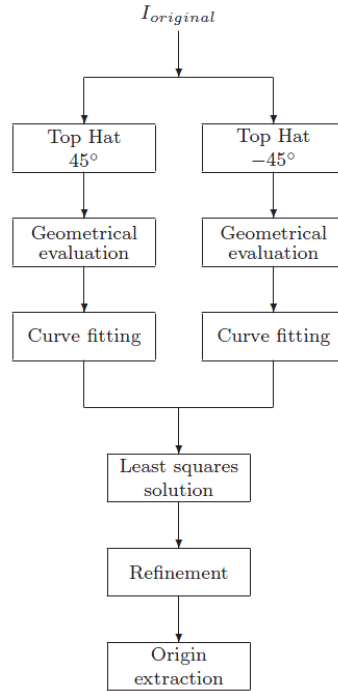 I_original
Top Hat
45°
Top Hat
−45°
Geometrical
evaluation
Geometrical
evaluation
Curve fitting
Curve fitting
Least squares
solution
Refinement
Origin
extraction